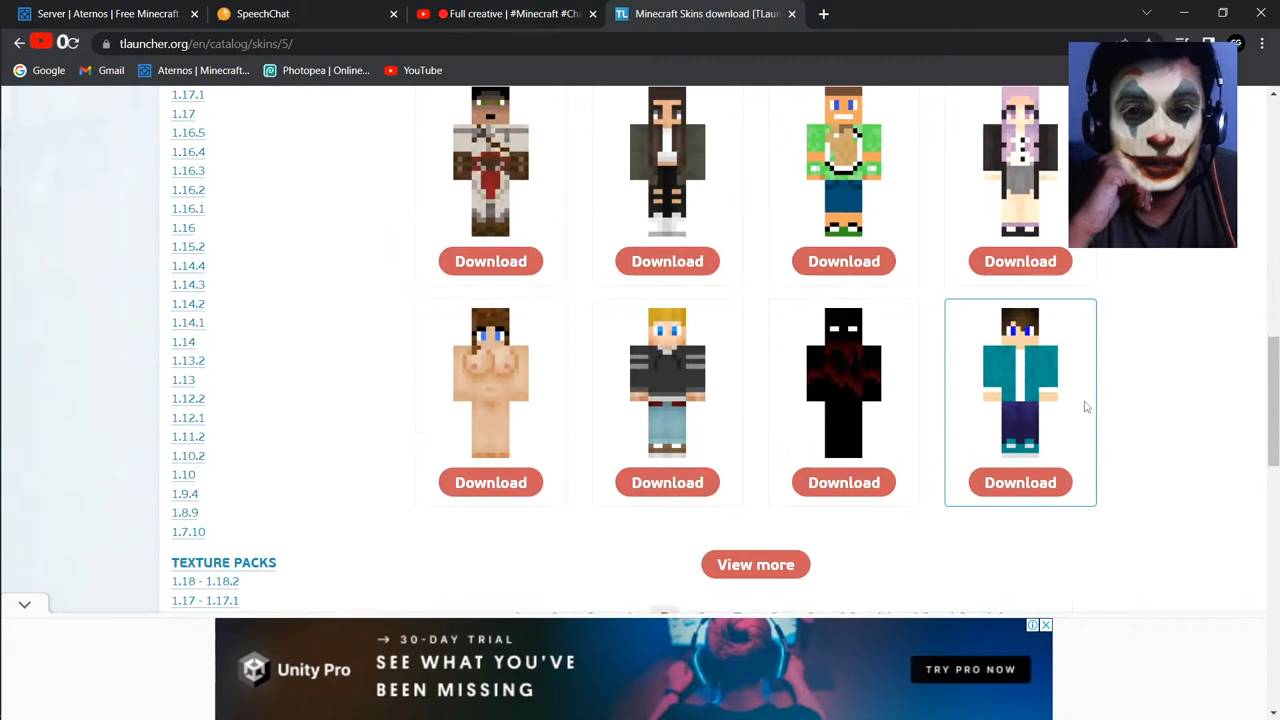 Server | Aternos | Free Minecraft
SpeechChat
Full creative | #Minecraft #Che
Minecraft Skins download [TLaun
tlauncher.org/en/catalog/skins/5/
Google
Gmail
Aternos | Minecraft...
Photopea | Online...
YouTube
1.17.1
1.17
1.16.5
1.16.4
1.16.3
1.16.2
1.16.1
1.16
1.15.2
1.14.4
1.14.3
1.14.2
1.14.1
1.14
1.13.2
1.13
1.12.2
1.12.1
1.11.2
1.10.2
1.10
1.9.4
1.8.9
1.7.10
TEXTURE PACKS
1.18 - 1.18.2
1.17 - 1.17.1
Download Download Download Download
Download Download Download Download
View more
Unity Pro
→ 30-DAY TRIAL
SEE WHAT YOU'VE
BEEN MISSING
TRY PRO NOW